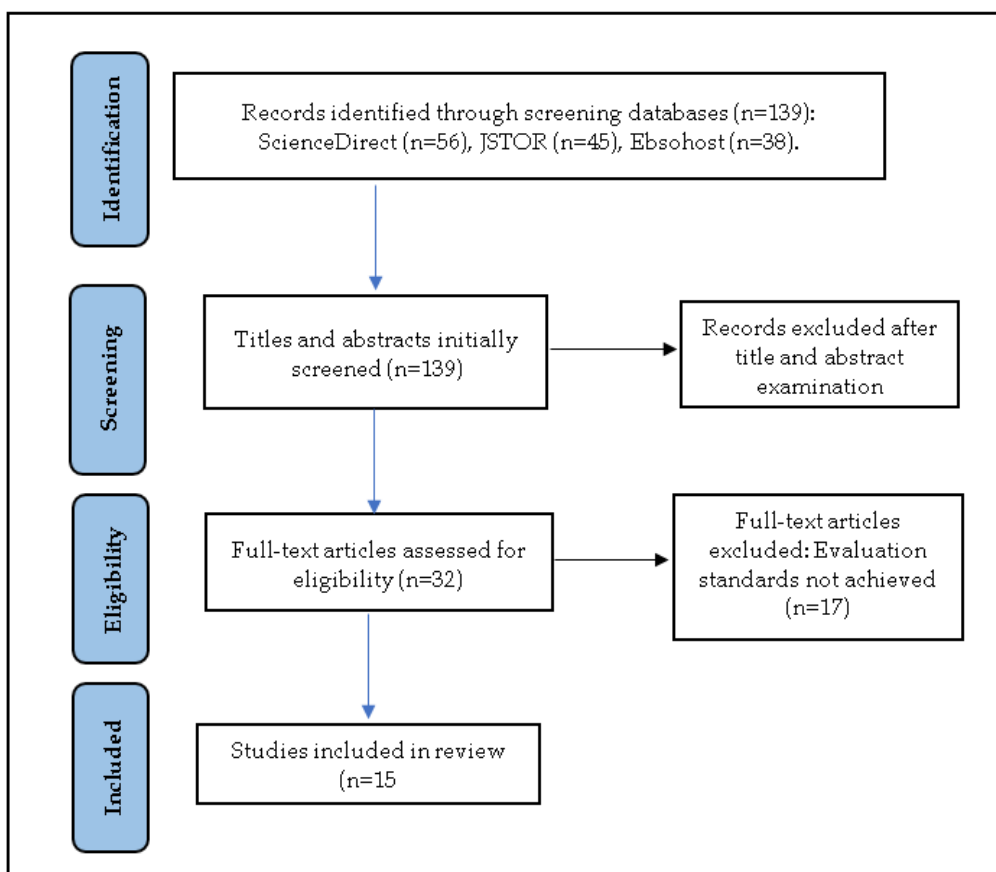 Identification
Records identified through screening databases (n=139):
ScienceDirect (n=56), JSTOR (n=45), Ebsohost (n=38).
Screening
Titles and abstracts initially
screened (n=139)
Records excluded after
title and abstract
examination
Eligibility
Full-text articles assessed for
eligibility (n=32)
Full-text articles
excluded: Evaluation
standards not achieved
(n=17)
Included
Studies included in review
(n=15